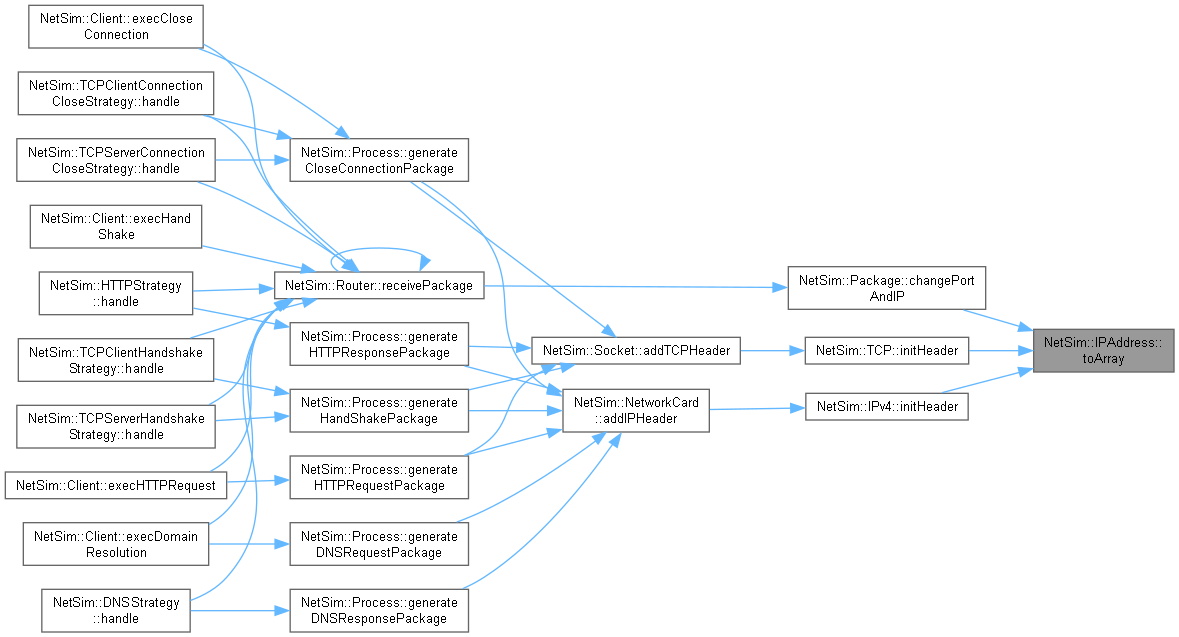 NetSim::Client::execClose
Connection
NetSim::TCPClientConnection
CloseStrategy::handle
NetSim::TCPServerConnection
CloseStrategy::handle
NetSim::Client::execHand
Shake
NetSim::HTTPStrategy
::handle
NetSim::TCPClientHandshake
Strategy::handle
NetSim::TCPServerHandshake
Strategy::handle
NetSim::Client::execHTTPRequest
NetSim::Client::execDomain
Resolution
NetSim::DNSStrategy
::handle
NetSim::Process::generate
CloseConnectionPackage
NetSim::Router::receivePackage
NetSim::Process::generate
HTTPResponsePackage
NetSim::Process::generate
HandShakePackage
NetSim::Process::generate
HTTPRequestPackage
NetSim::Process::generate
DNSRequestPackage
NetSim::Process::generate
DNSResponsePackage
NetSim::Socket::addTCPHeader
NetSim::NetworkCard
::addIPHeader
NetSim::Package::changePort
AndIP
NetSim::TCP::initHeader
NetSim::IPv4::initHeader
NetSim::IPAddress::
toArray